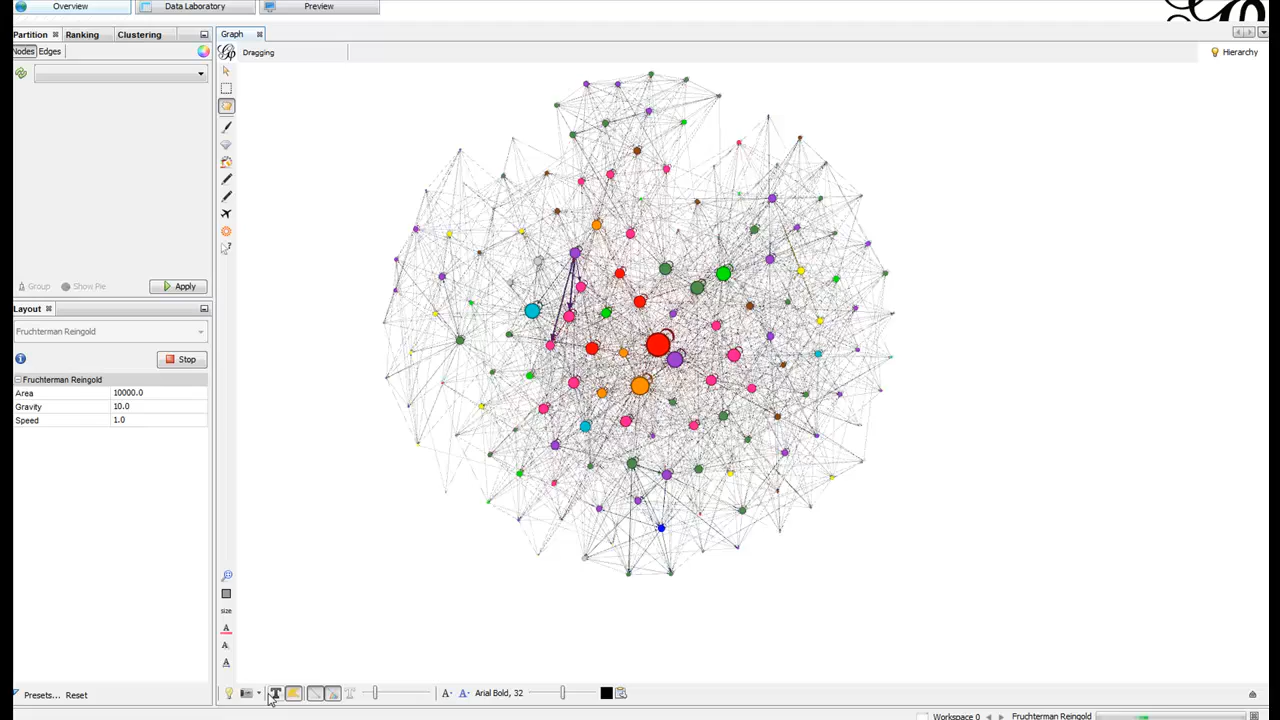 Overview Data Laboratory Preview
Partition Ranking Clustering Graph
Nodes Edges Dragging Hierarchy
Group Show Pie Apply
Layout
Fruchterman Reingold
Stop
Fruchterman Reingold
Area 10000.0
Gravity 10.0
Speed 1.0
size
A
A
A
Presets... Reset T T A A Arial Bold, 32
Workspace 0 Fruchterman Reingold